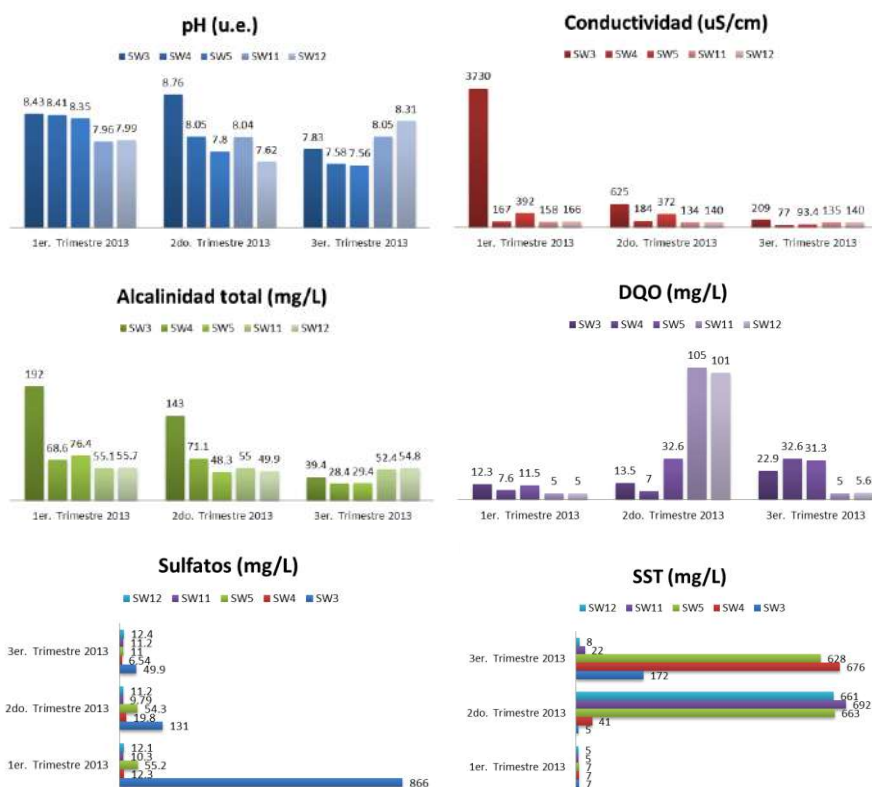 pH (u.e.)
SW3 SW4 SW5 SW11 SW12
8.43 8.41 8.35 7.96 7.99
8.76 8.05 7.8 8.04 7.62
7.83 7.58 7.56 8.05 8.31
1er. Trimestre 2013 2do. Trimestre 2013 3er. Trimestre 2013
Conductividad (uS/cm)
SW3 SW4 SW5 SW11 SW12
3730 167 392 158 166
625 184 372 134 140
209 77 93.4 135 140
1er. Trimestre 2013 2do. Trimestre 2013 3er. Trimestre 2013
Alcalinidad total (mg/L)
SW3 SW4 SW5 SW11 SW12
192 68.6 76.4 55.1 55.7
143 71.1 48.3 55 49.9
39.4 28.4 29.4 52.4 54.8
1er. Trimestre 2013 2do. Trimestre 2013 3er. Trimestre 2013
DQO (mg/L)
SW3 SW4 SW5 SW11 SW12
12.3 7.6 11.5 5 5
13.5 7 32.6 105 101
22.9 32.6 31.3 5 5.6
1er. Trimestre 2013 2do. Trimestre 2013 3er. Trimestre 2013
Sulfatos (mg/L)
SW12 SW11 SW5 SW4 SW3
3er. Trimestre 2013
12.4
11.2
11
6.54
49.9
2do. Trimestre 2013
11.2
9.79
54.3
19.8
131
1er. Trimestre 2013
12.1
10.3
55.2
12.3
866
SST (mg/L)
SW12 SW11 SW5 SW4 SW3
3er. Trimestre 2013
8
22
628
676
172
2do. Trimestre 2013
661
692
663
41
5
1er. Trimestre 2013
5
5
7
7
7